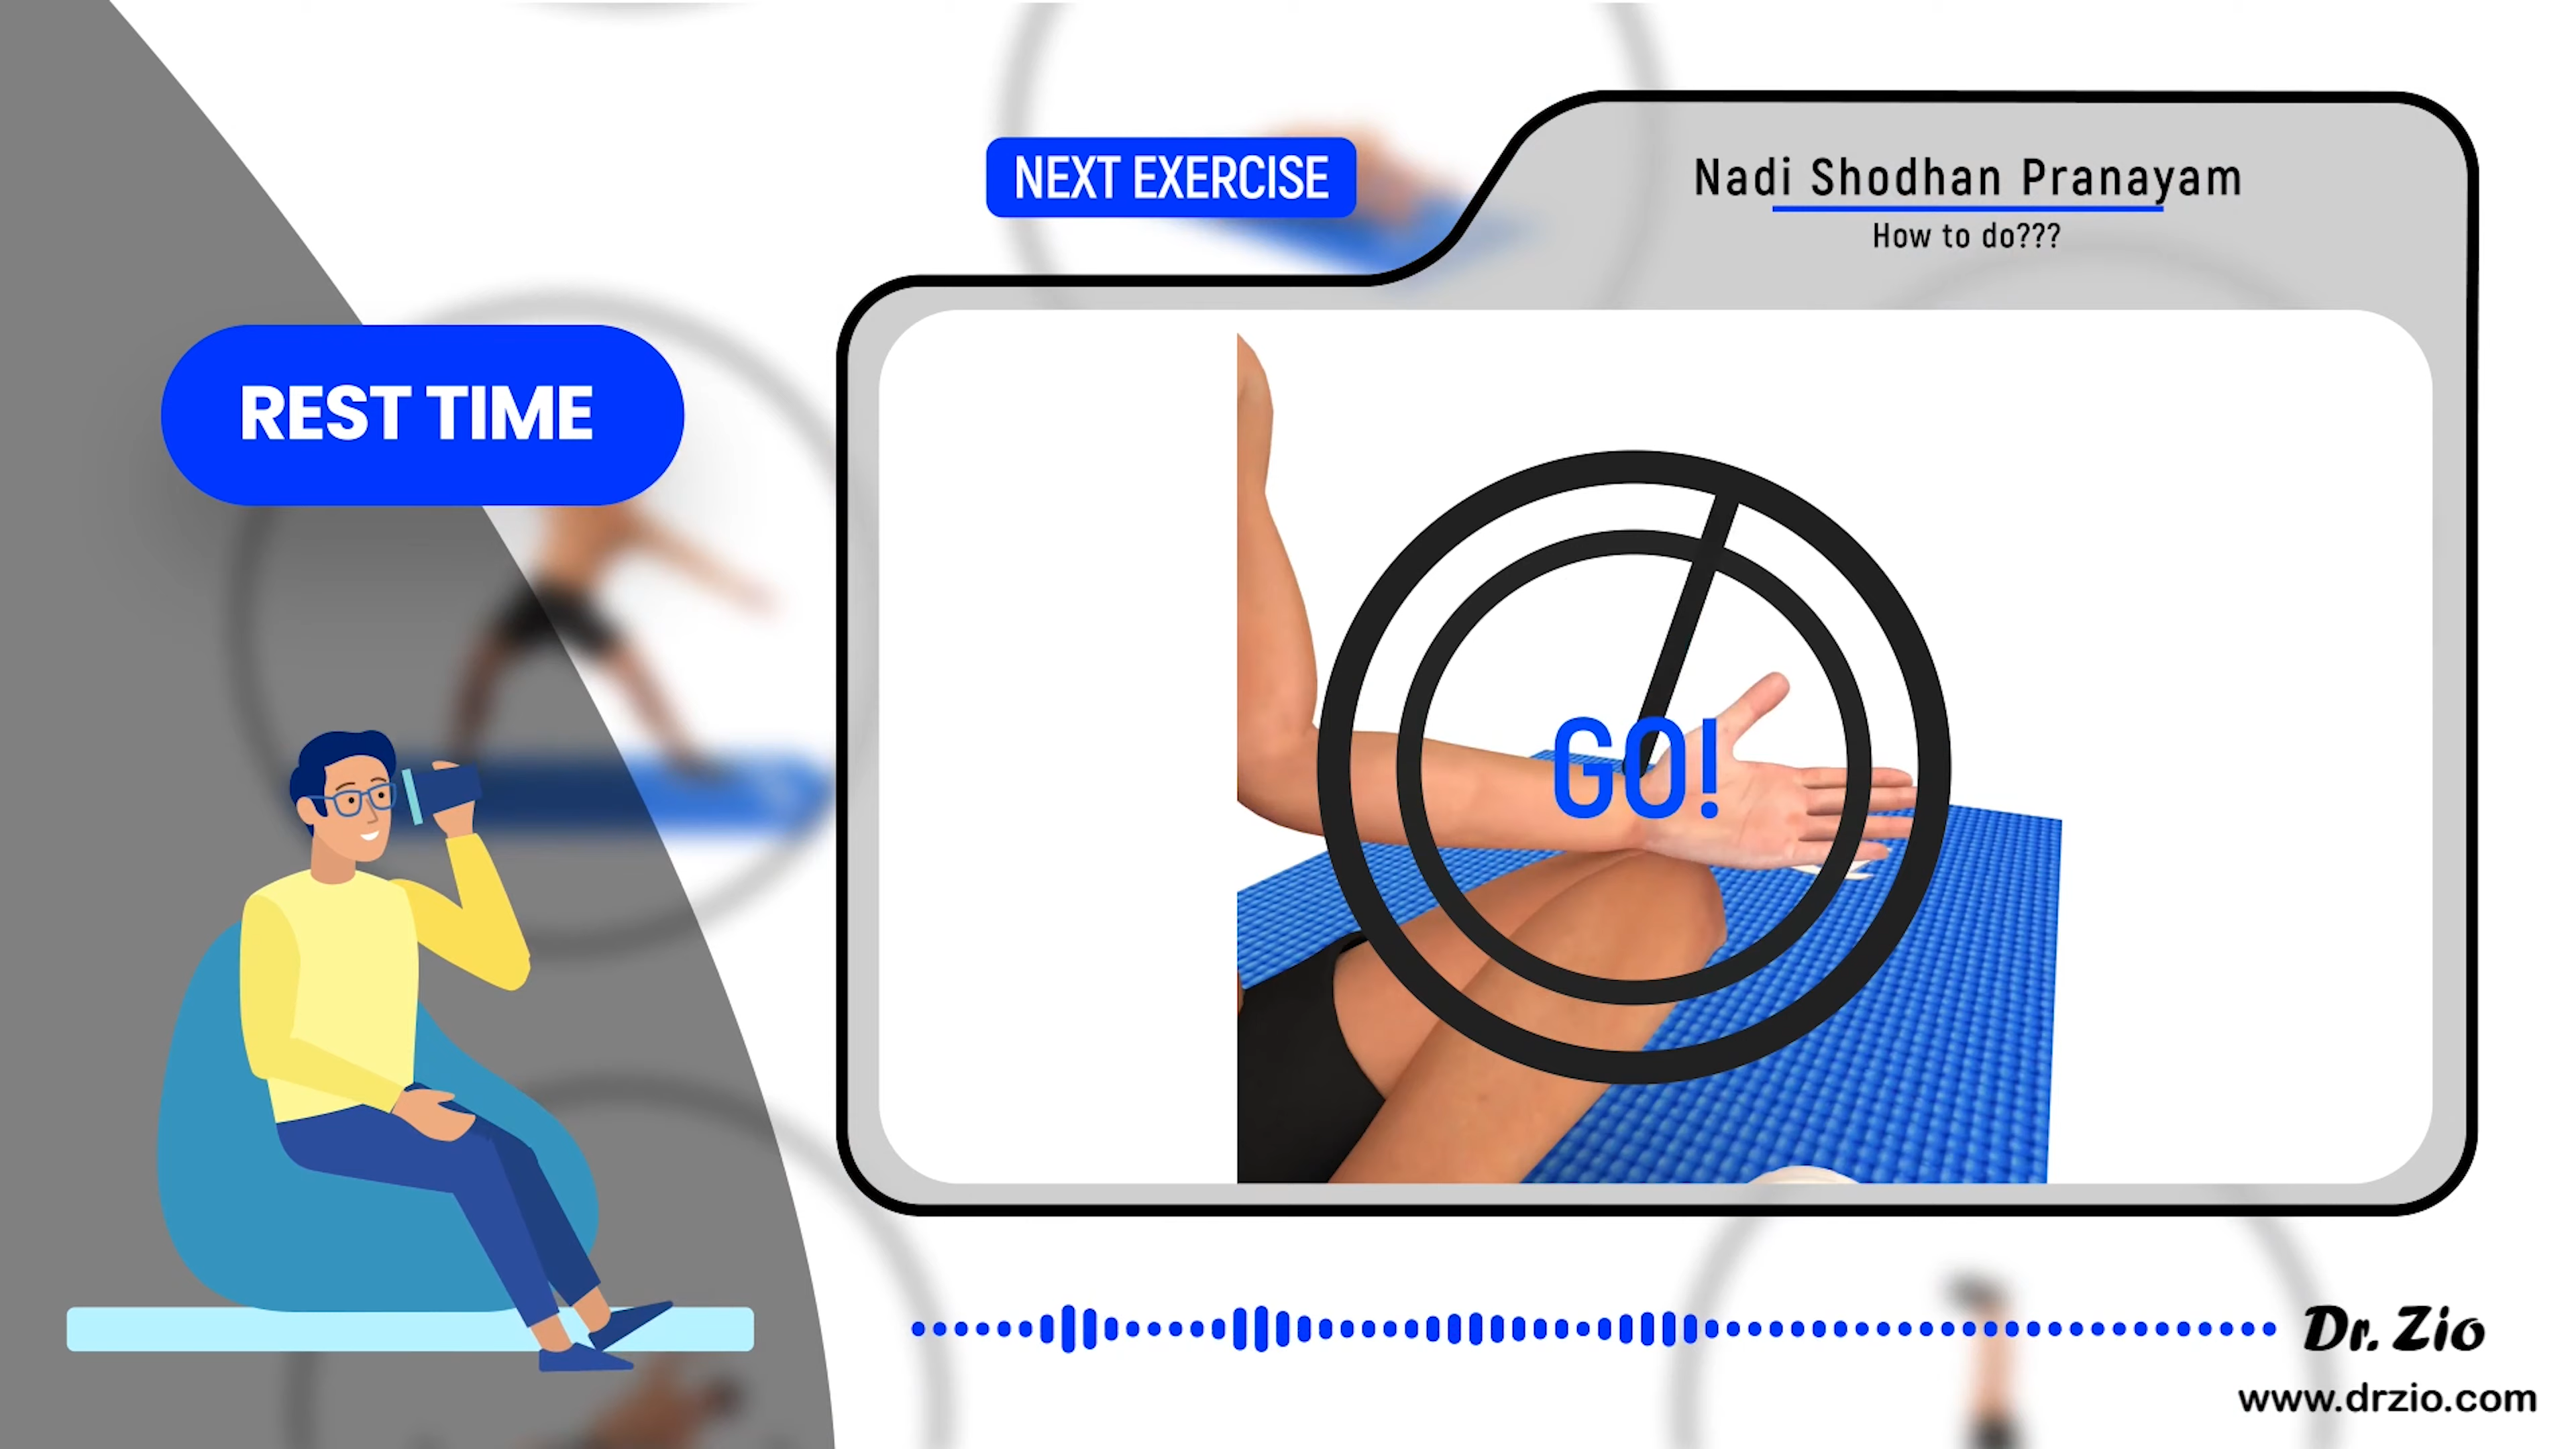 NEXT EXERCISE
Nadi Shodhan Pranayam
How to do???
REST TIME
GO!
Dr. Zio
www.drzio.com